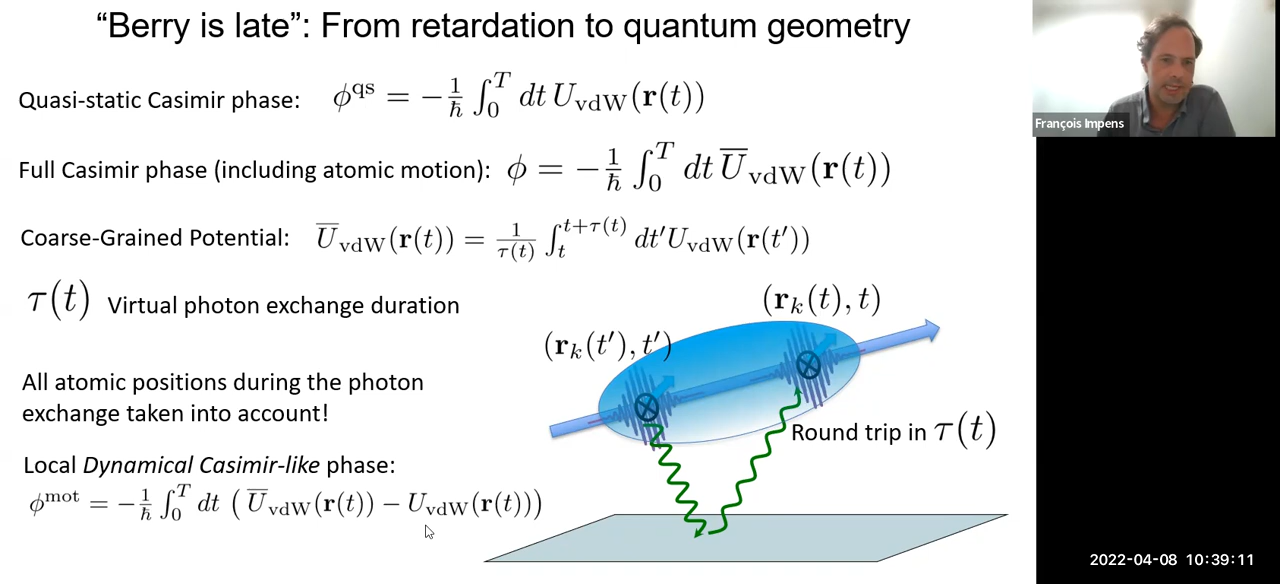 “Berry is late”: From retardation to quantum geometry
Quasi-static Casimir phase: ϕ^qs = −1/ℏ ∫_0^T dt U_vdW(𝐫(t))
Full Casimir phase (including atomic motion): ϕ = −1/ℏ ∫_0^T dt U̅_vdW(𝐫(t))
Coarse-Grained Potential: U̅_vdW(𝐫(t)) = 1/τ(t) ∫_t^{t+τ(t)} dt′U_vdW(𝐫(t′))
τ(t) Virtual photon exchange duration
(𝐫_k(t), t)
(𝐫_k(t′), t′)
All atomic positions during the photon
exchange taken into account!
Round trip in τ(t)
Local Dynamical Casimir-like phase:
ϕ^mot = −1/ℏ ∫_0^T dt (U̅_vdW(𝐫(t)) − U_vdW(𝐫(t)))
François Impens
2022-04-08 10:39:11